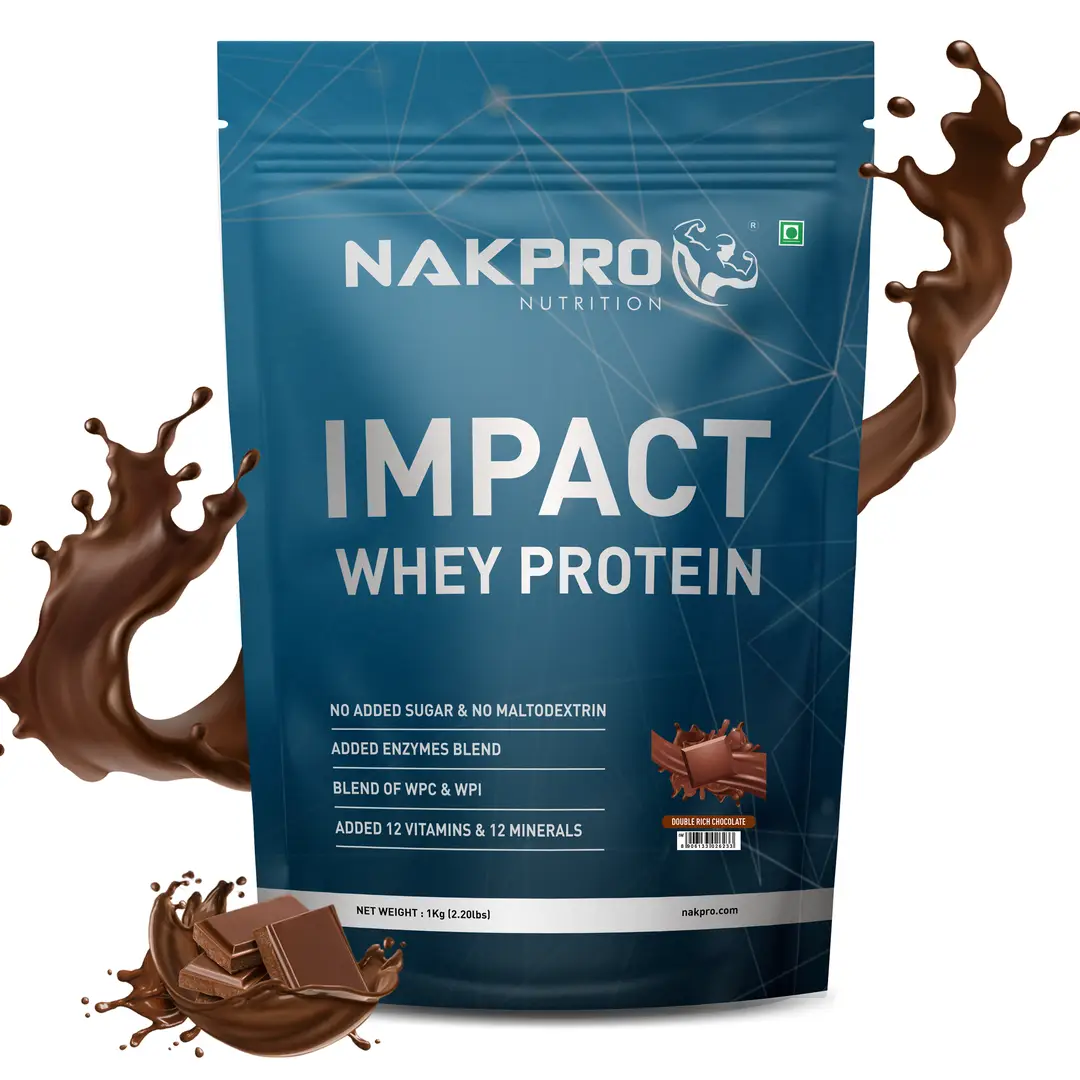 NAKPRO
®
NUTRITION
IMPACT
WHEY PROTEIN
NO ADDED SUGAR & NO MALTODEXTRIN
ADDED ENZYMES BLEND
BLEND OF WPC & WPI
ADDED 12 VITAMINS & 12 MINERALS
DOUBLE RICH CHOCOLATE
NET WEIGHT : 1Kg (2.20lbs)
nakpro.com